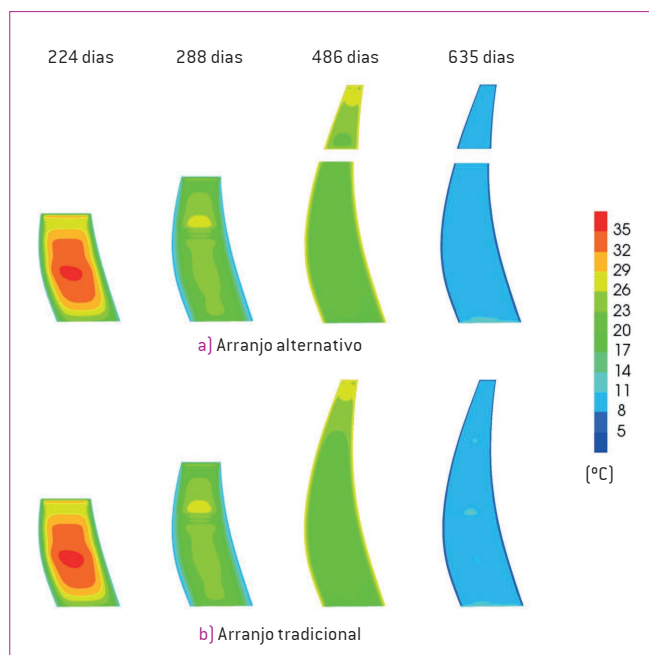 224 dias 288 dias 486 dias 635 dias
a) Arranjo alternativo
35
32
29
26
23
20
17
14
11
8
5
(ºC)
b) Arranjo tradicional